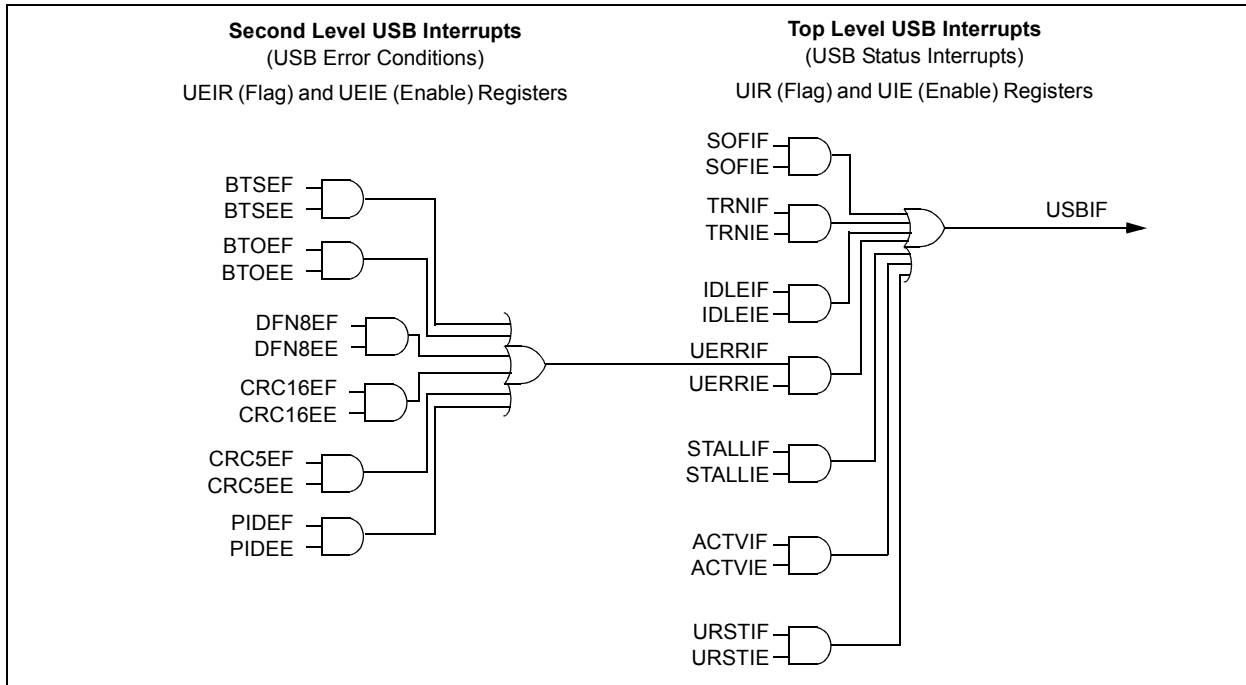 Second Level USB Interrupts
(USB Error Conditions)
UEIR (Flag) and UEIE (Enable) Registers
BTSEF
BTSEE
BTOEF
BTOEE
DFN8EF
DFN8EE
CRC16EF
CRC16EE
CRC5EF
CRC5EE
PIDEF
PIDEE
Top Level USB Interrupts
(USB Status Interrupts)
UIR (Flag) and UIE (Enable) Registers
SOFIF
SOFIE
TRNIF
TRNIE
IDLEIF
IDLEIE
UERRIF
UERRIE
STALLIF
STALLIE
ACTVIF
ACTVIE
URSTIF
URSTIE
USBIF